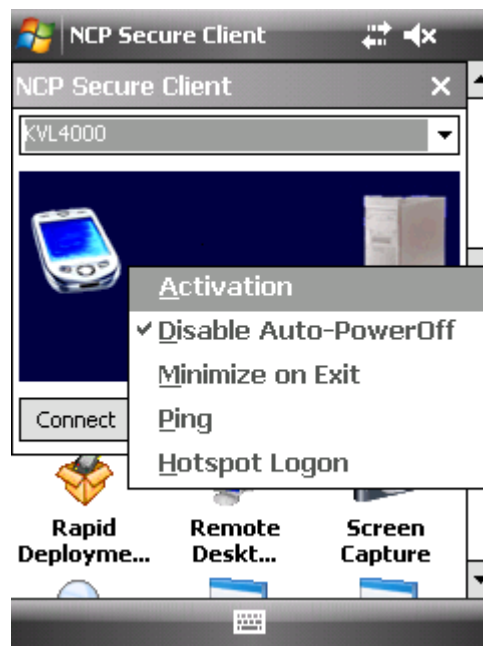 NCP Secure Client
NCP Secure Client
KVL4000
Activation
Disable Auto-PowerOff
Minimize on Exit
Ping
Hotspot Logon
Connect
Rapid Deployme...
Remote Deskt...
Screen Capture